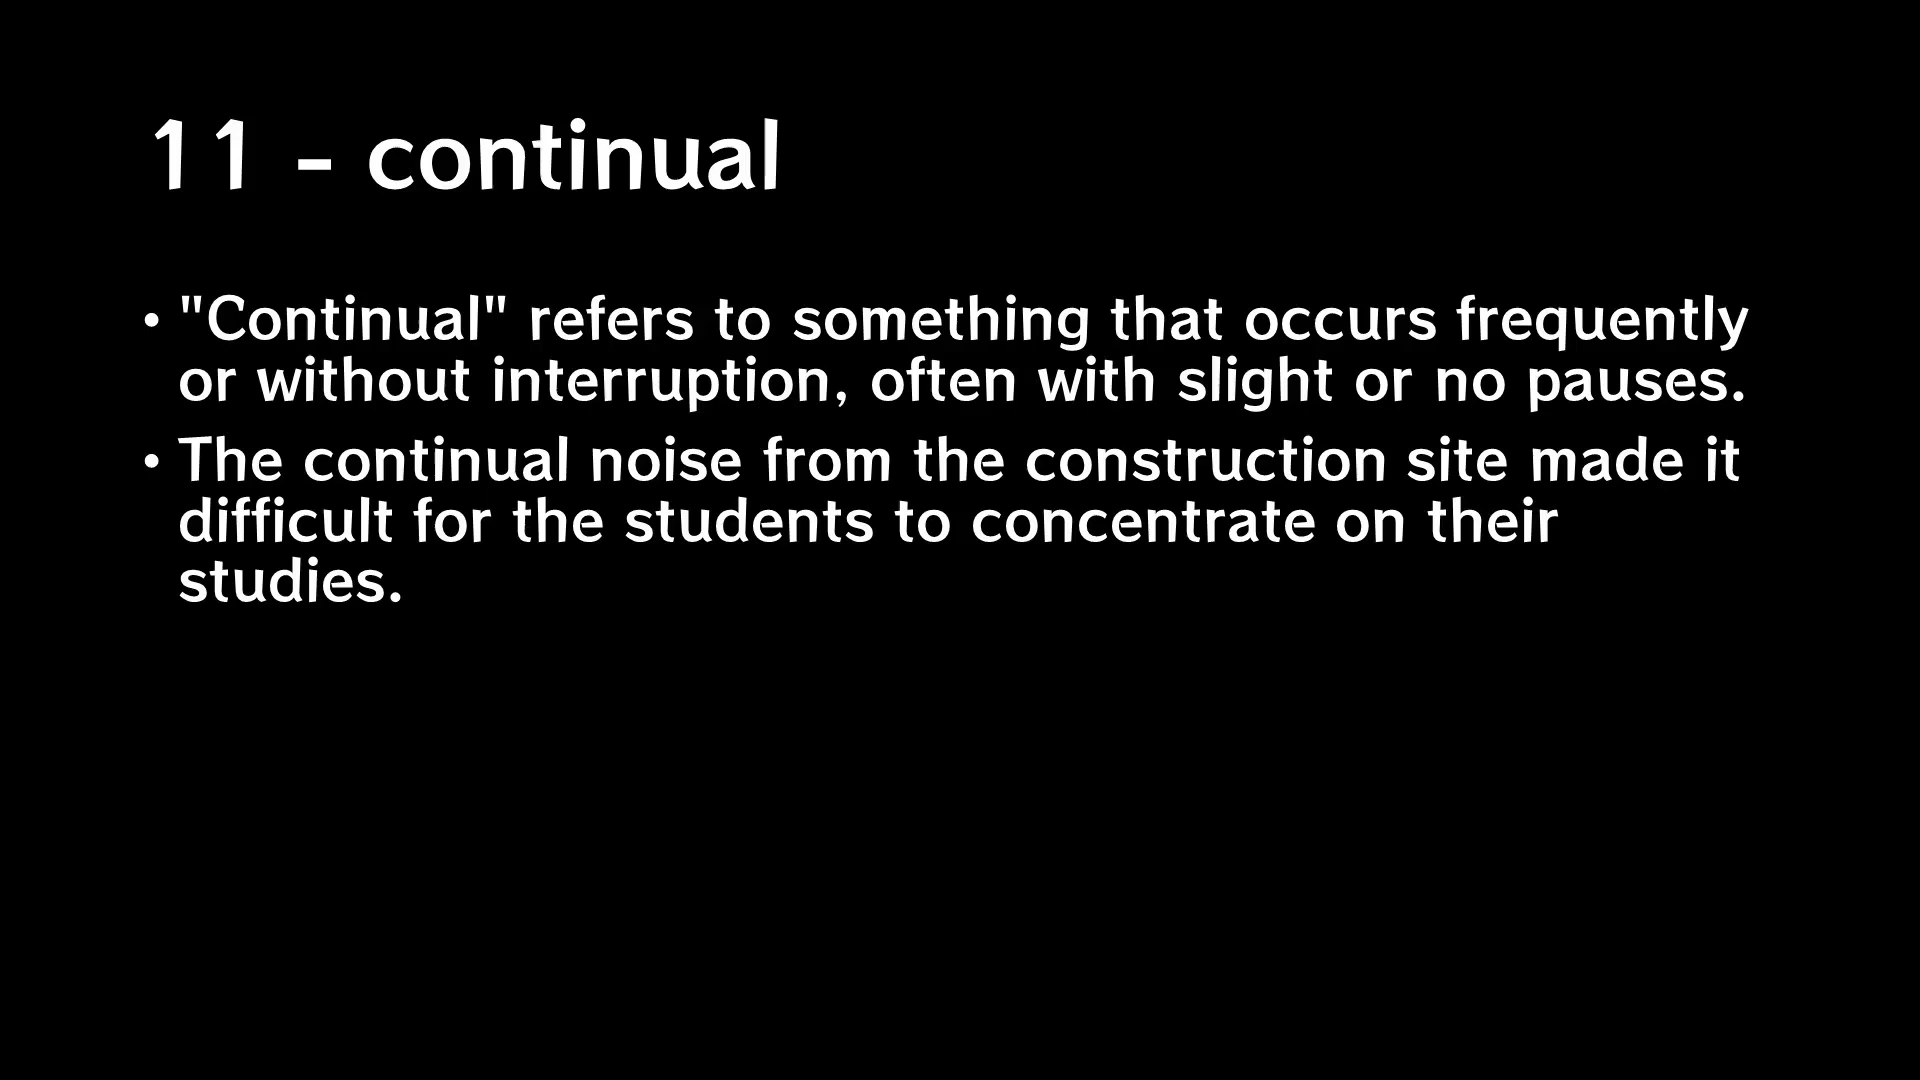 11 - continual
• "Continual" refers to something that occurs frequently
or without interruption, often with slight or no pauses.
• The continual noise from the construction site made it
difficult for the students to concentrate on their
studies.